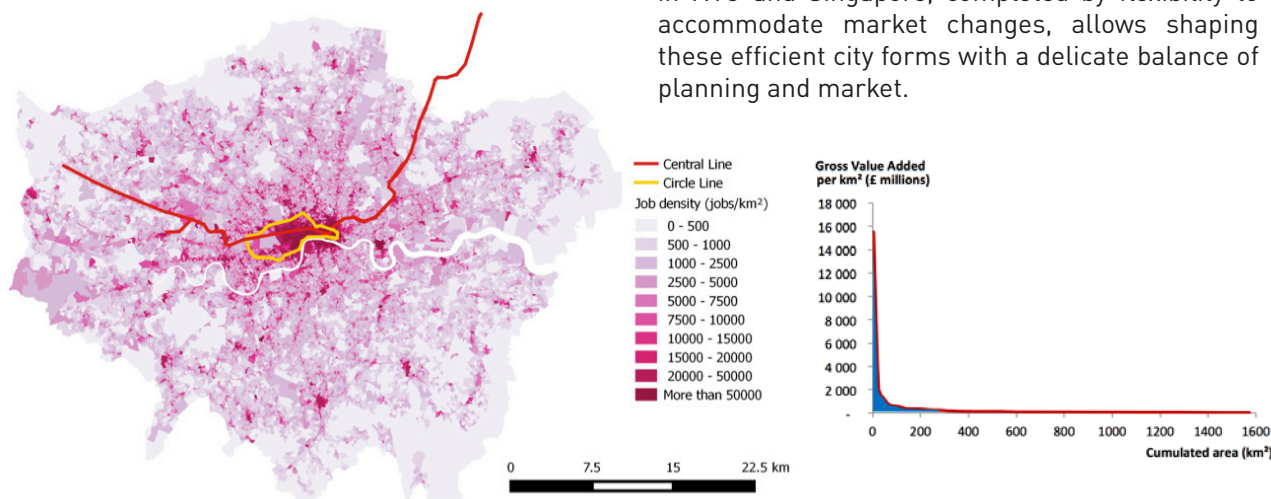 accommodate market changes, allows shaping
these efficient city forms with a delicate balance of
planning and market.
Central Line
Circle Line
Job density (jobs/km²)
0 - 500
500 - 1000
1000 - 2500
2500 - 5000
5000 - 7500
7500 - 10000
10000 - 15000
15000 - 20000
20000 - 50000
More than 50000
0 7.5 15 22.5 km
Gross Value Added
per km² (£ millions)
18 000
16 000
14 000
12 000
10 000
8 000
6 000
4 000
2 000
-
0 200 400 600 800 1000 1200 1400 1600
Cumulated area (km²)